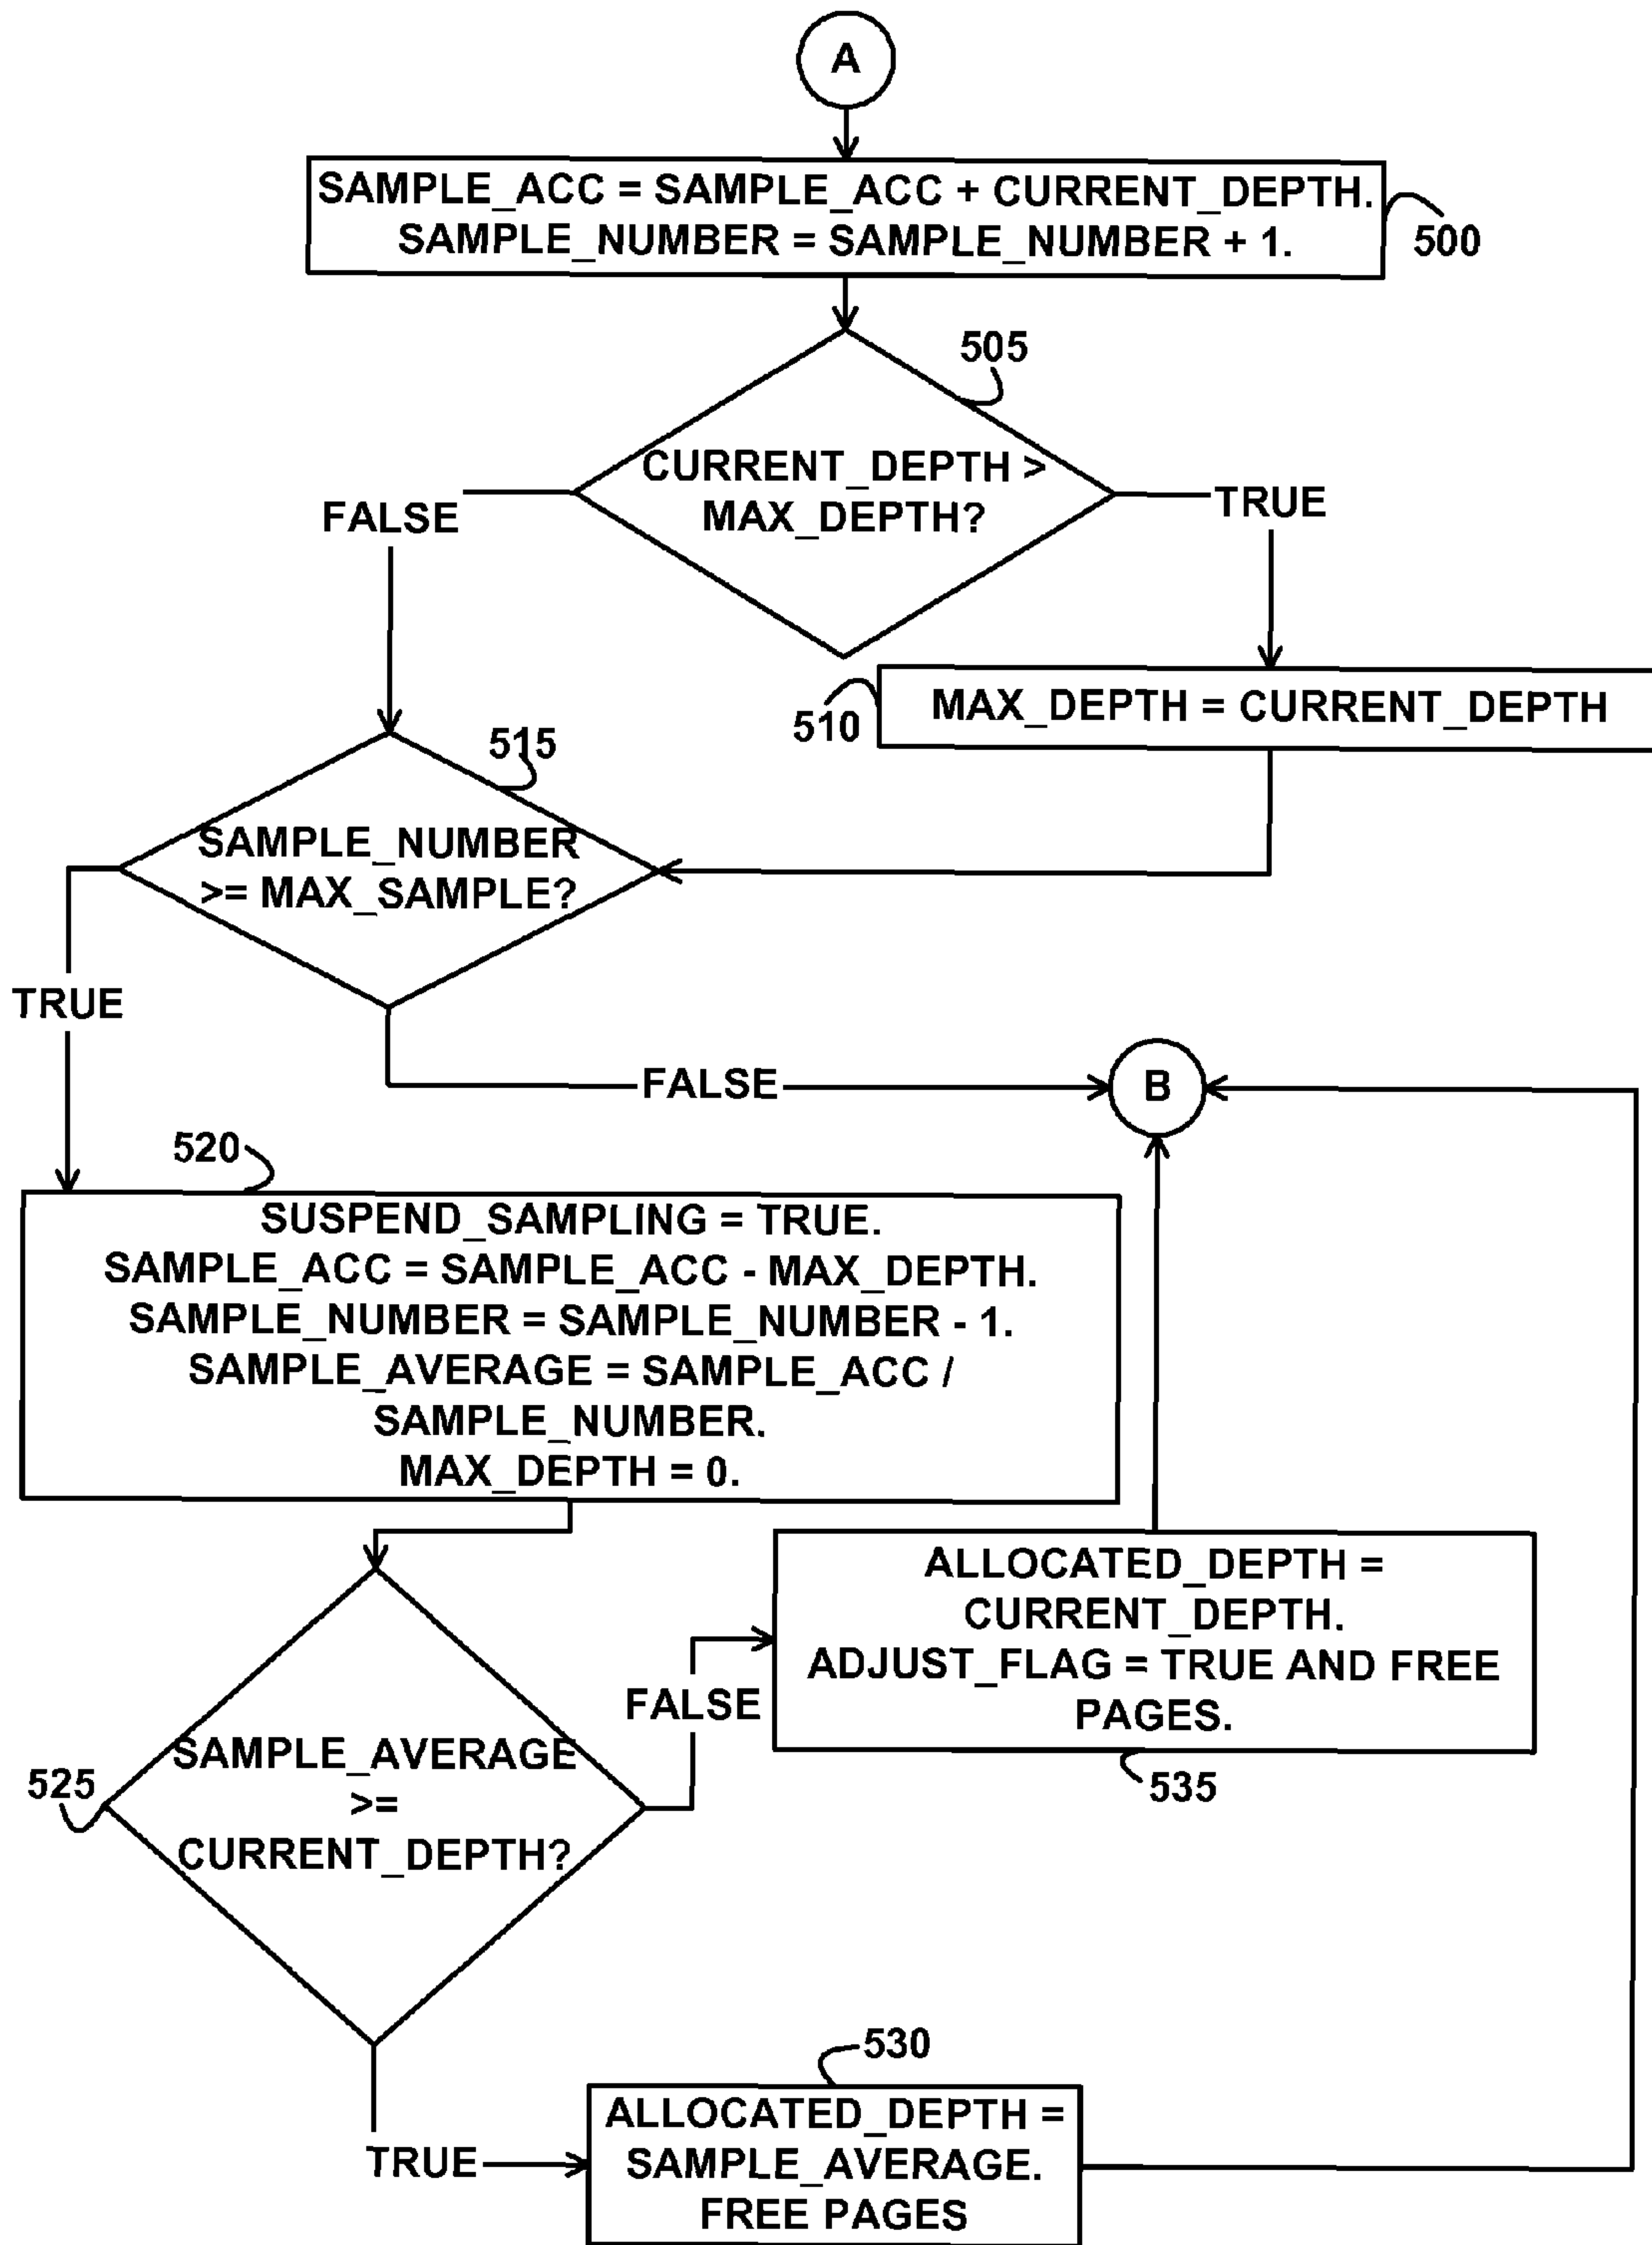 A
SAMPLE_ACC = SAMPLE_ACC + CURRENT_DEPTH.
SAMPLE_NUMBER = SAMPLE_NUMBER + 1.
500
505
CURRENT_DEPTH >
MAX_DEPTH?
FALSE
TRUE
510
MAX_DEPTH = CURRENT_DEPTH
515
SAMPLE_NUMBER
>= MAX_SAMPLE?
TRUE
FALSE
B
520
SUSPEND_SAMPLING = TRUE.
SAMPLE_ACC = SAMPLE_ACC - MAX_DEPTH.
SAMPLE_NUMBER = SAMPLE_NUMBER - 1.
SAMPLE_AVERAGE = SAMPLE_ACC /
SAMPLE_NUMBER.
MAX_DEPTH = 0.
525
SAMPLE_AVERAGE
>=
CURRENT_DEPTH?
FALSE
ALLOCATED_DEPTH =
CURRENT_DEPTH.
ADJUST_FLAG = TRUE AND FREE
PAGES.
535
TRUE
530
ALLOCATED_DEPTH =
SAMPLE_AVERAGE.
FREE PAGES